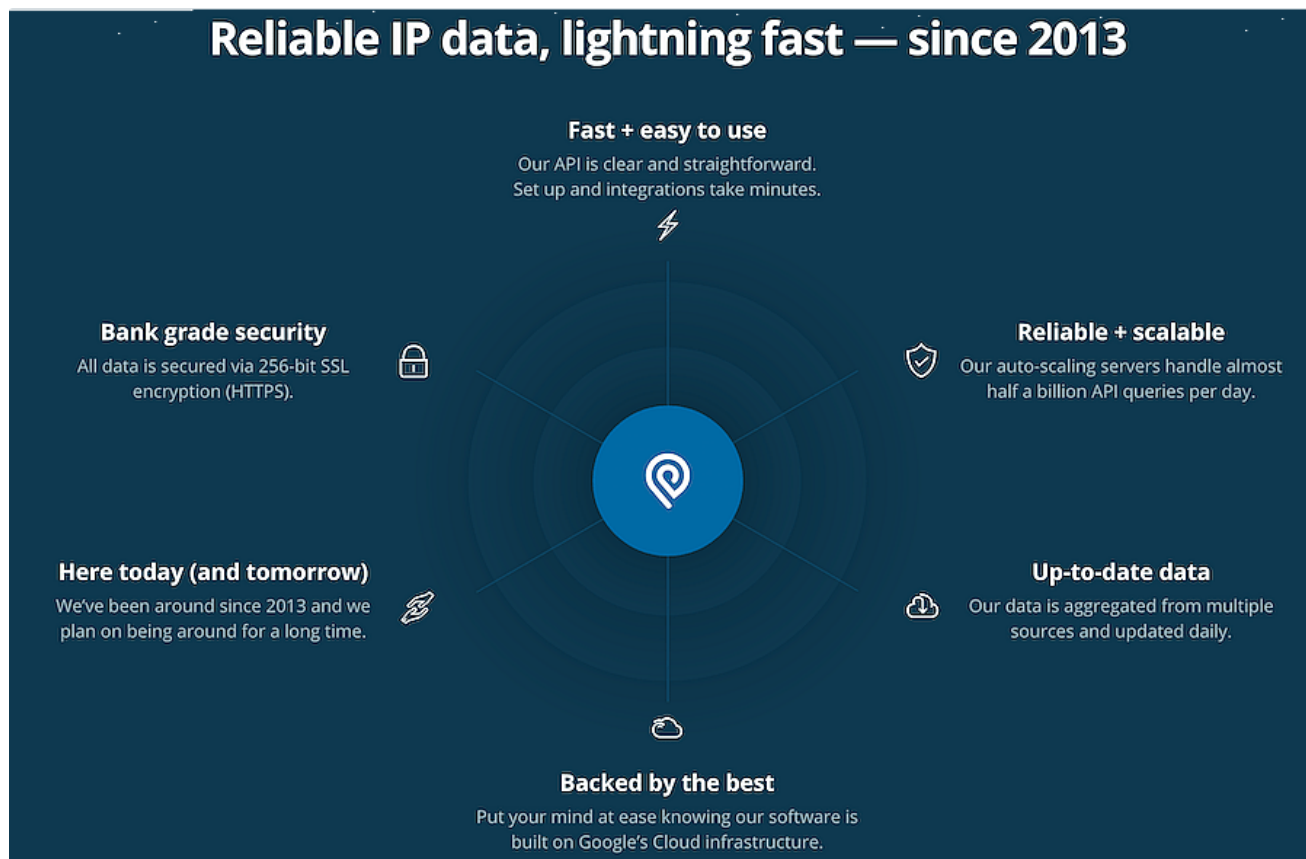 Reliable IP data, lightning fast — since 2013
Fast + easy to use
Our API is clear and straightforward.
Set up and integrations take minutes.
Bank grade security
All data is secured via 256-bit SSL
encryption (HTTPS).
Reliable + scalable
Our auto-scaling servers handle almost
half a billion API queries per day.
Here today (and tomorrow)
We’ve been around since 2013 and we
plan on being around for a long time.
Up-to-date data
Our data is aggregated from multiple
sources and updated daily.
Backed by the best
Put your mind at ease knowing our software is
built on Google’s Cloud infrastructure.